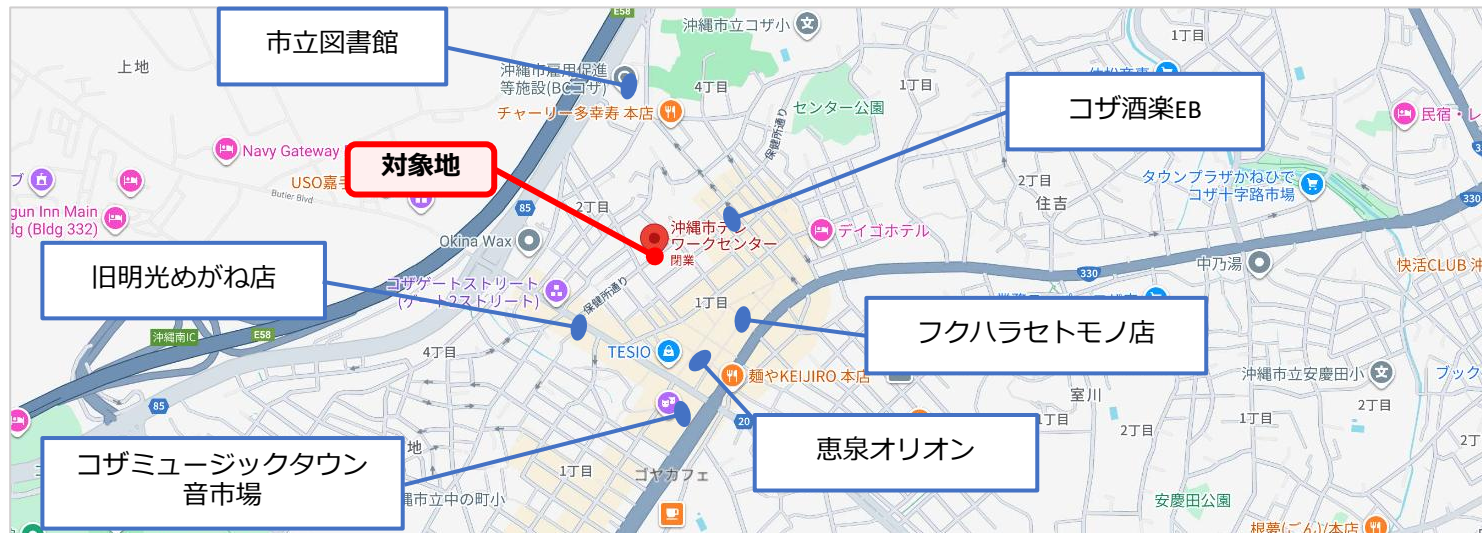 E58
沖縄市立コザ小
1丁目
市立図書館
上地
沖縄市雇用促進
等施設(BCコザ)
4丁目
1丁目
コザ酒楽EB
チャーリー多幸寿 本店
センター公園
保健所通り
民宿・レ
Navy Gateway
対象地
2丁目
タウンプラザかねひで
コザ十字路市場
USO嘉手
Butler Blvd
住吉
330
gun Inn Main
dg (Bldg 332)
85
2丁目
沖縄市テレ
ワークセンター
閉業
デイゴホテル
Okina Wax
旧明光めがね店
コザゲートストリート
(ゲート2ストリート)
保健所通り
1丁目
330
中乃湯
快活CLUB 沖
フクハラセトモノ店
沖縄南IC
E58
4丁目
TESIO
麺やKEIJIRO 本店
沖縄市立安慶田小
ブック
85
20
室川
2丁目
1丁目
1丁目
2丁目
コザミュージックタウン
音市場
地
1丁目
ゴヤカフェ
恵泉オリオン
2丁
縄市立中の町小
安慶田公園
根夢(ごん)/本店